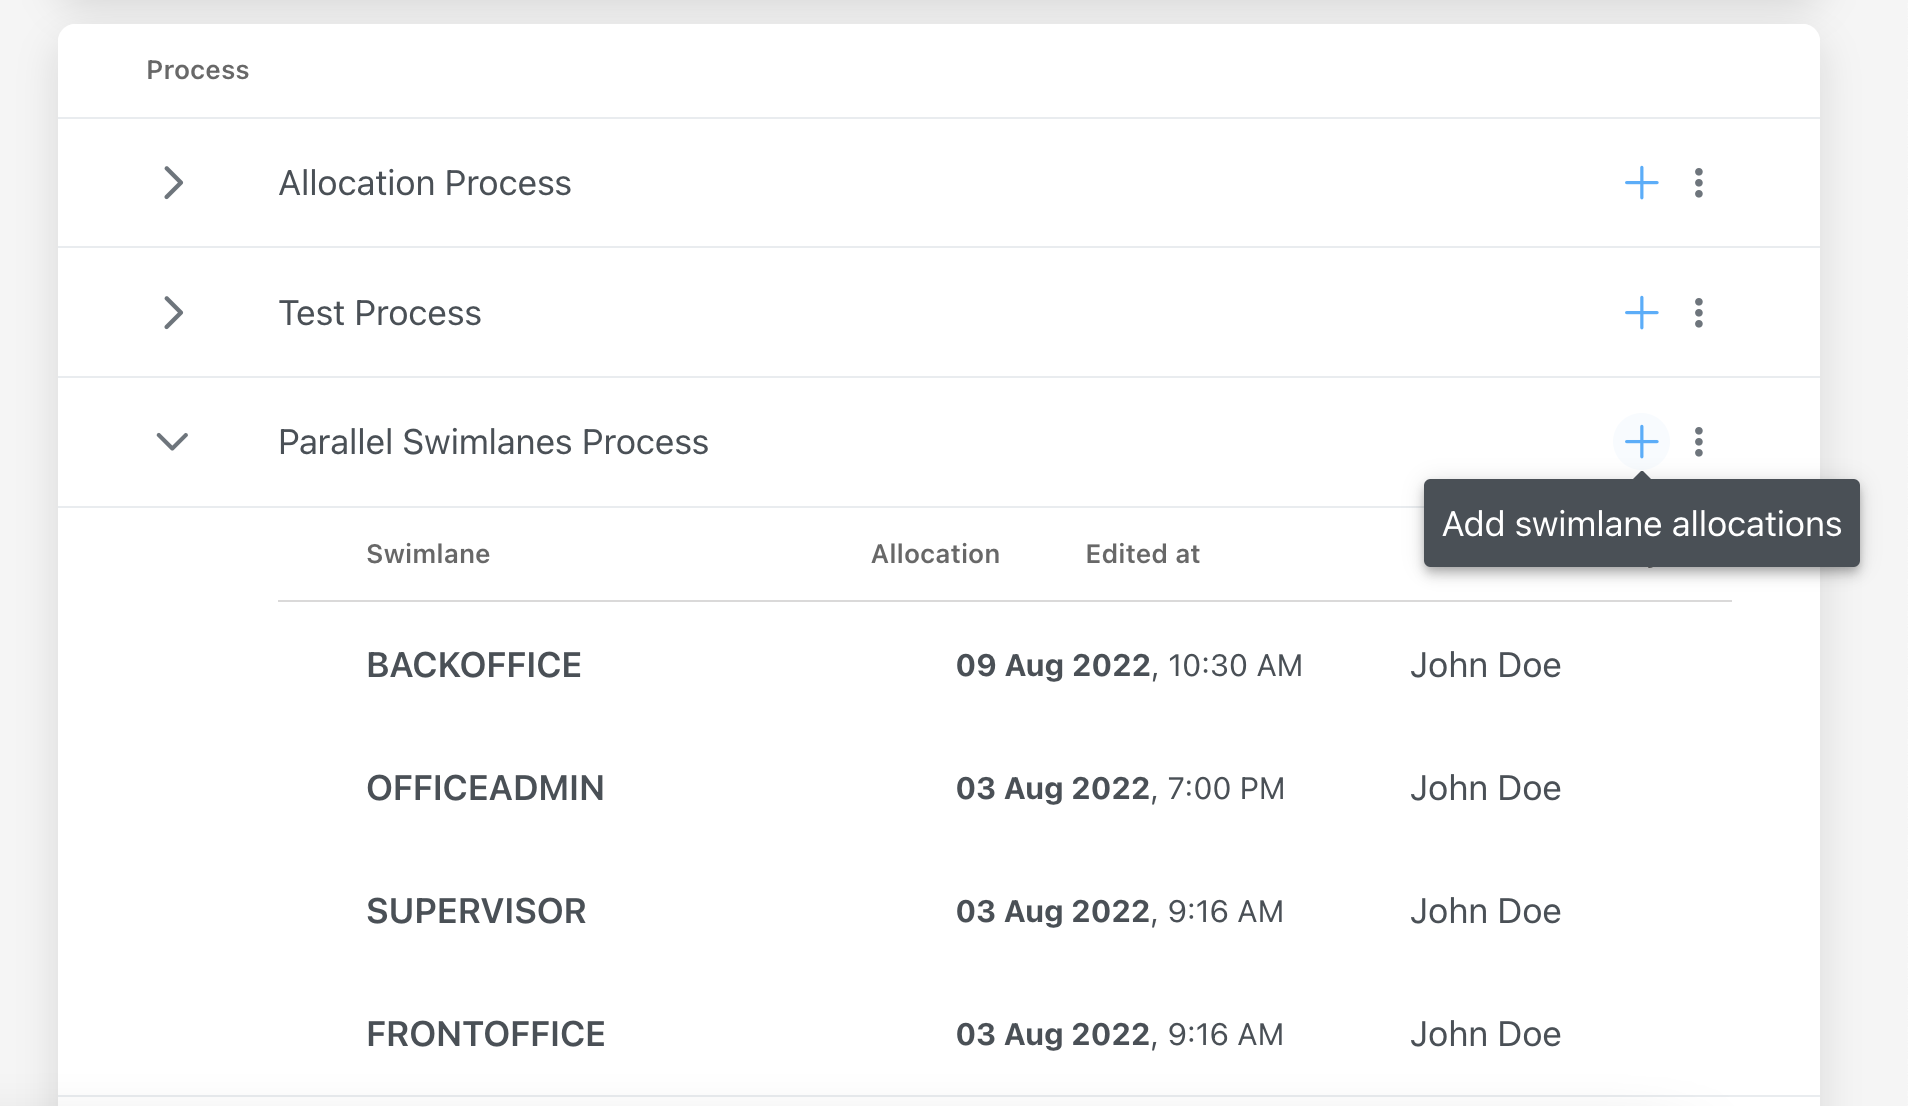 Process
Allocation Process
Test Process
Parallel Swimlanes Process
Add swimlane allocations
Swimlane Allocation Edited at
BACKOFFICE 09 Aug 2022, 10:30 AM John Doe
OFFICEADMIN 03 Aug 2022, 7:00 PM John Doe
SUPERVISOR 03 Aug 2022, 9:16 AM John Doe
FRONTOFFICE 03 Aug 2022, 9:16 AM John Doe